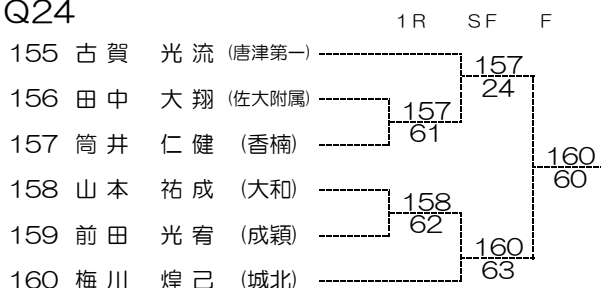 Q24
1R SF F
155 古賀 光流 (唐津第一)
157
24
156 田中 大翔 (佐大附属)
157
61
157 筒井 仁健 (香楠)
160
60
158 山本 祐成 (大和)
158
62
159 前田 光宥 (成穎)
160
63
160 梅川 煌己 (城北)